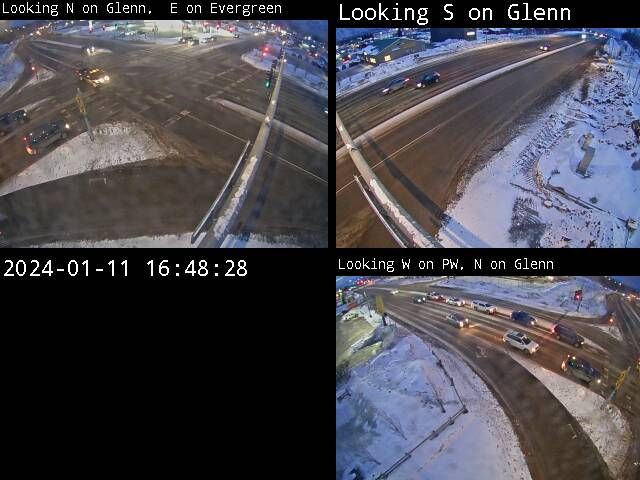 Looking N on Glenn, E on Evergreen
Looking S on Glenn
2024-01-11 16:48:28
Looking W on PW, N on Glenn